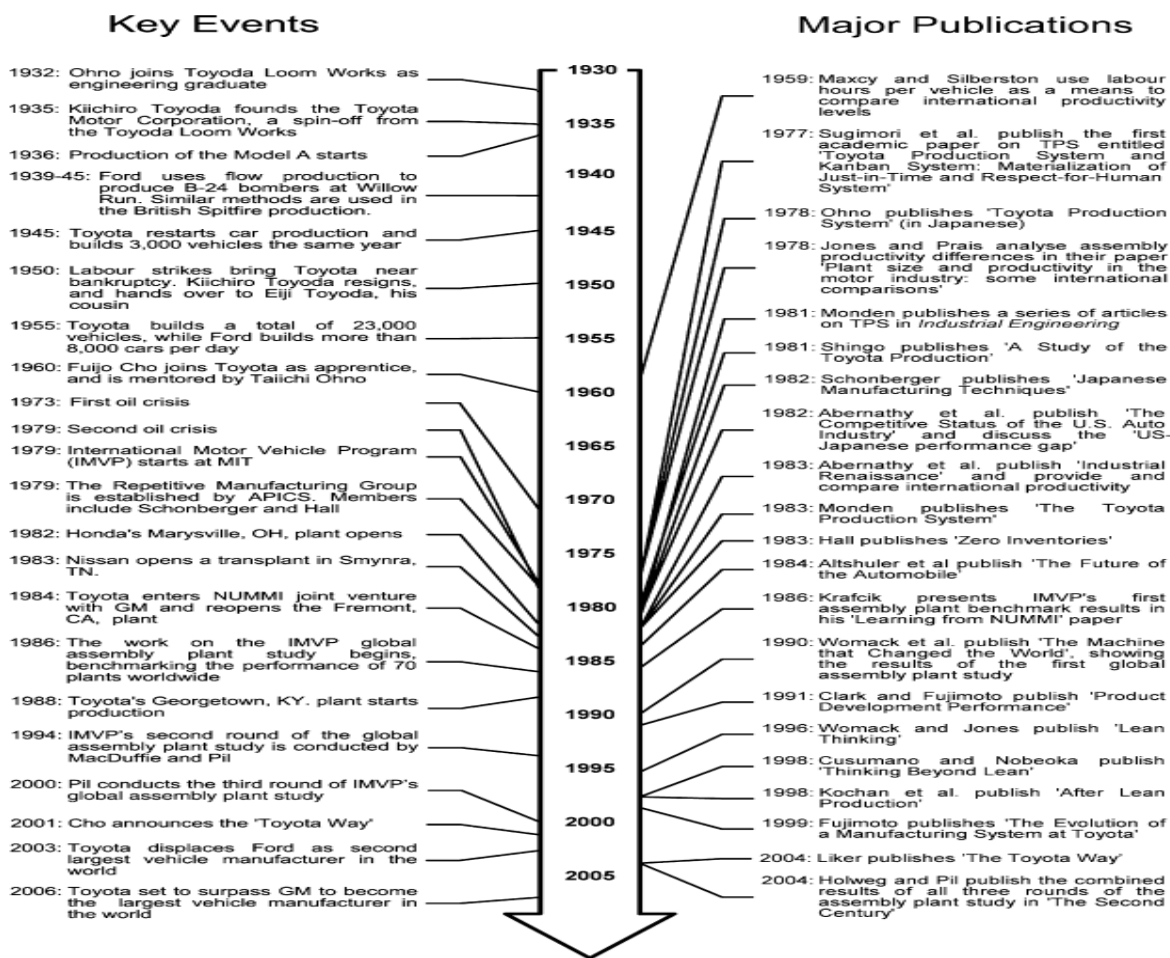 Key Events
1932: Ohno joins Toyoda Loom Works as
engineering graduate
1935: Kiichiro Toyoda founds the Toyota
Motor Corporation, a spin-off from
the Toyoda Loom Works
1936: Production of the Model A starts
1939-45: Ford uses flow production to
produce B-24 bombers at Willow
Run. Similar methods are used in
the British Spitfire production.
1945: Toyota restarts car production and
builds 3,000 vehicles the same year
1950: Labour strikes bring Toyota near
bankruptcy. Kiichiro Toyoda resigns,
and hands over to Eiji Toyoda, his
cousin
1955: Toyota builds a total of 23,000
vehicles, while Ford builds more than
8,000 cars per day
1960: Fuijo Cho joins Toyota as apprentice,
and is mentored by Taiichi Ohno
1973: First oil crisis
1979: Second oil crisis
1979: International Motor Vehicle Program
(IMVP) starts at MIT
1979: The Repetitive Manufacturing Group
is established by APICS. Members
include Schonberger and Hall
1982: Honda's Marysville, OH, plant opens
1983: Nissan opens a transplant in Smynra,
TN.
1984: Toyota enters NUMMI joint venture
with GM and reopens the Fremont,
CA, plant
1986: The work on the IMVP global
assembly plant study begins,
benchmarking the performance of 70
plants worldwide
1988: Toyota's Georgetown, KY. plant starts
production
1994: IMVP's second round of the global
assembly plant study is conducted by
MacDuffie and Pil
2000: Pil conducts the third round of IMVP's
global assembly plant study
2001: Cho announces the 'Toyota Way'
2003: Toyota displaces Ford as second
largest vehicle manufacturer in the
world
2006: Toyota set to surpass GM to become
the largest vehicle manufacturer in
the world
1930
1935
1940
1945
1950
1955
1960
1965
1970
1975
1980
1985
1990
1995
2000
2005
Major Publications
1959: Maxcy and Silberston use labour
hours per vehicle as a means to
compare international productivity
levels
1977: Sugimori et al. publish the first
academic paper on TPS entitled
'Toyota Production System and
Kanban System: Materialization of
Just-in-Time and Respect-for-Human
System'
1978: Ohno publishes 'Toyota Production
System' (in Japanese)
1978: Jones and Prais analyse assembly
productivity differences in their paper
'Plant size and productivity in the
motor industry: some international
comparisons'
1981: Monden publishes a series of articles
on TPS in Industrial Engineering
1981: Shingo publishes 'A Study of the
Toyota Production'
1982: Schonberger publishes 'Japanese
Manufacturing Techniques'
1982: Abernathy et al. publish 'The
Competitive Status of the U.S. Auto
Industry' and discuss the 'US-
Japanese performance gap'
1983: Abernathy et al. publish 'Industrial
Renaissance' and provide and
compare international productivity
1983: Monden publishes 'The Toyota
Production System'
1983: Hall publishes 'Zero Inventories'
1984: Altshuler et al publish 'The Future of
the Automobile'
1986: Krafcik presents IMVP's first
assembly plant benchmark results in
his 'Learning from NUMMI' paper
1990: Womack et al. publish 'The Machine
that Changed the World', showing
the results of the first global
assembly plant study
1991: Clark and Fujimoto publish 'Product
Development Performance'
1996: Womack and Jones publish 'Lean
Thinking'
1998: Cusumano and Nobeoka publish
'Thinking Beyond Lean'
1998: Kochan et al. publish 'After Lean
Production'
1999: Fujimoto publishes 'The Evolution of
a Manufacturing System at Toyota'
2004: Liker publishes 'The Toyota Way'
2004: Holweg and Pil publish the combined
results of all three rounds of the
assembly plant study in 'The Second
Century'